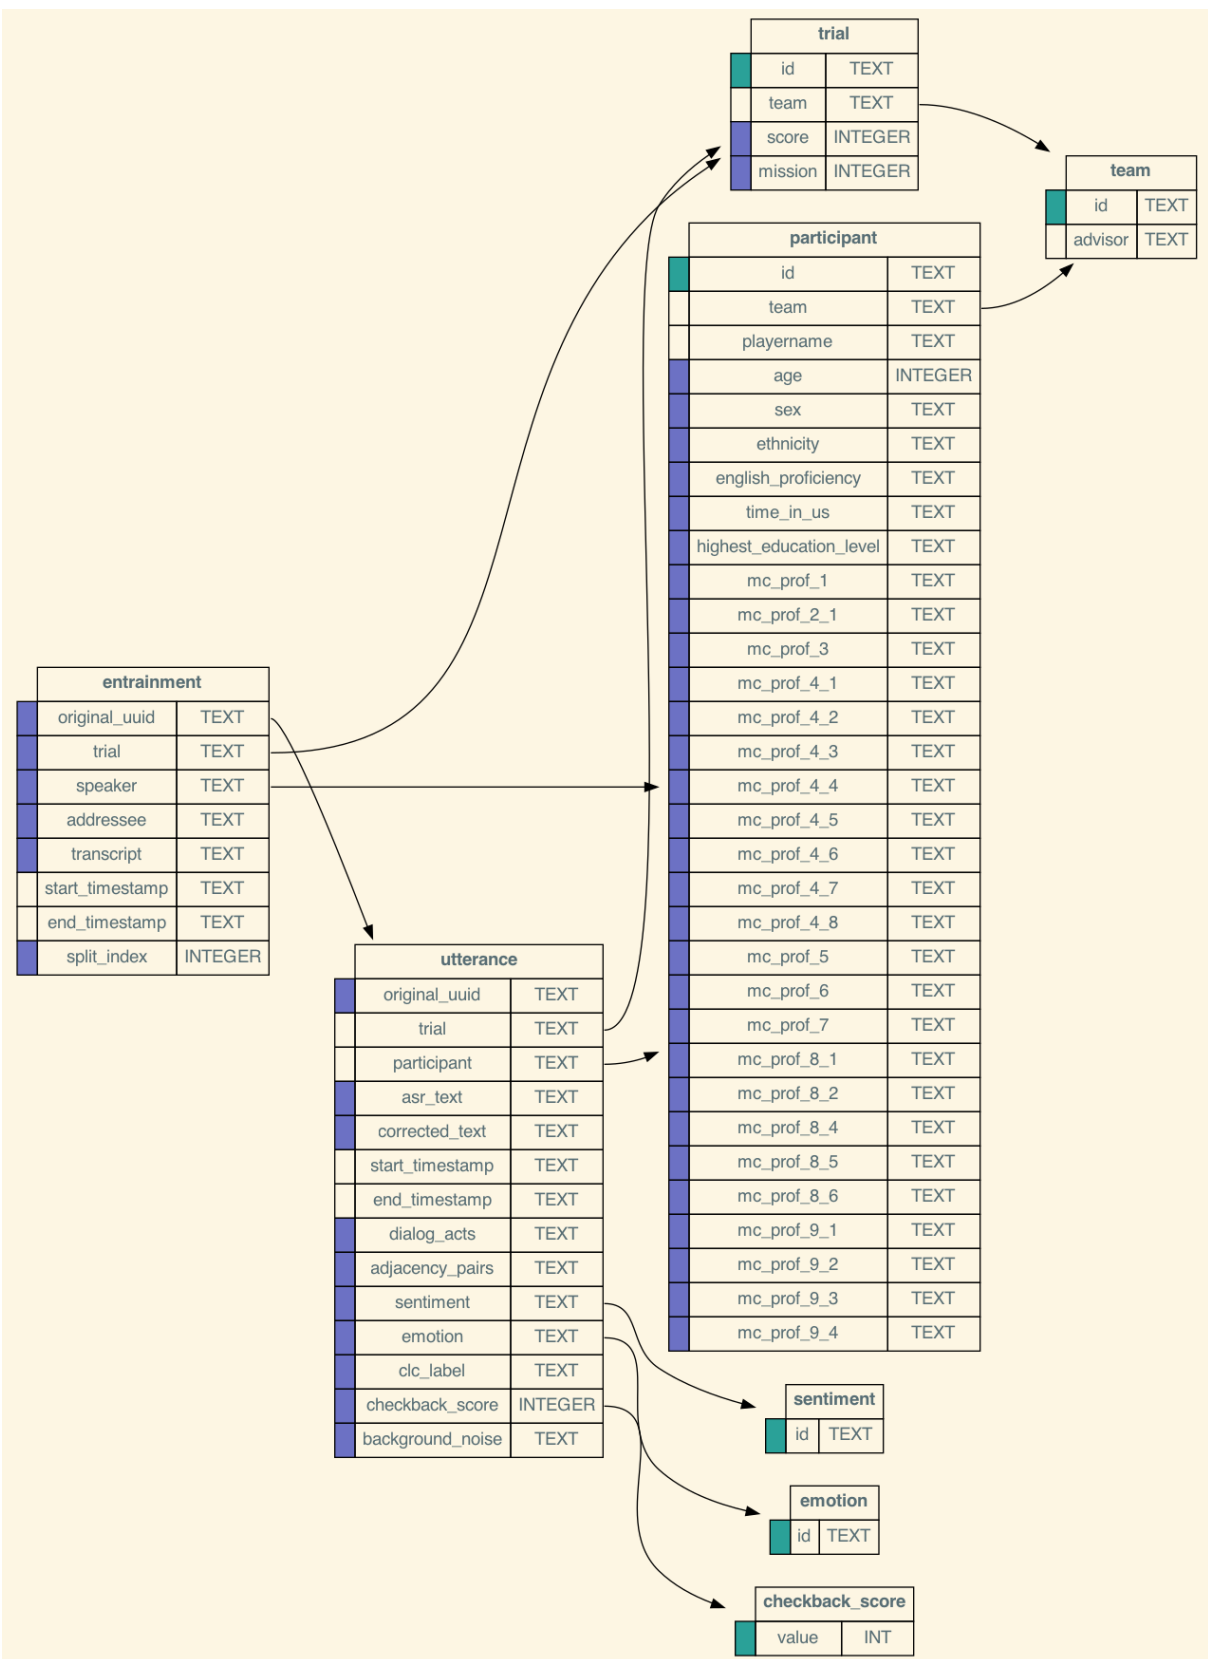 trial
id TEXT
team TEXT
score INTEGER
mission INTEGER
team
id TEXT
advisor TEXT
participant
id TEXT
team TEXT
playername TEXT
age INTEGER
sex TEXT
ethnicity TEXT
english_proficiency TEXT
time_in_us TEXT
highest_education_level TEXT
mc_prof_1 TEXT
mc_prof_2_1 TEXT
mc_prof_3 TEXT
mc_prof_4_1 TEXT
mc_prof_4_2 TEXT
mc_prof_4_3 TEXT
mc_prof_4_4 TEXT
mc_prof_4_5 TEXT
mc_prof_4_6 TEXT
mc_prof_4_7 TEXT
mc_prof_4_8 TEXT
mc_prof_5 TEXT
mc_prof_6 TEXT
mc_prof_7 TEXT
mc_prof_8_1 TEXT
mc_prof_8_2 TEXT
mc_prof_8_4 TEXT
mc_prof_8_5 TEXT
mc_prof_8_6 TEXT
mc_prof_9_1 TEXT
mc_prof_9_2 TEXT
mc_prof_9_3 TEXT
mc_prof_9_4 TEXT
entrainment
original_uuid TEXT
trial TEXT
speaker TEXT
addressee TEXT
transcript TEXT
start_timestamp TEXT
end_timestamp TEXT
split_index INTEGER
utterance
original_uuid TEXT
trial TEXT
participant TEXT
asr_text TEXT
corrected_text TEXT
start_timestamp TEXT
end_timestamp TEXT
dialog_acts TEXT
adjacency_pairs TEXT
sentiment TEXT
emotion TEXT
clc_label TEXT
checkback_score INTEGER
background_noise TEXT
sentiment
id TEXT
emotion
id TEXT
checkback_score
value INT